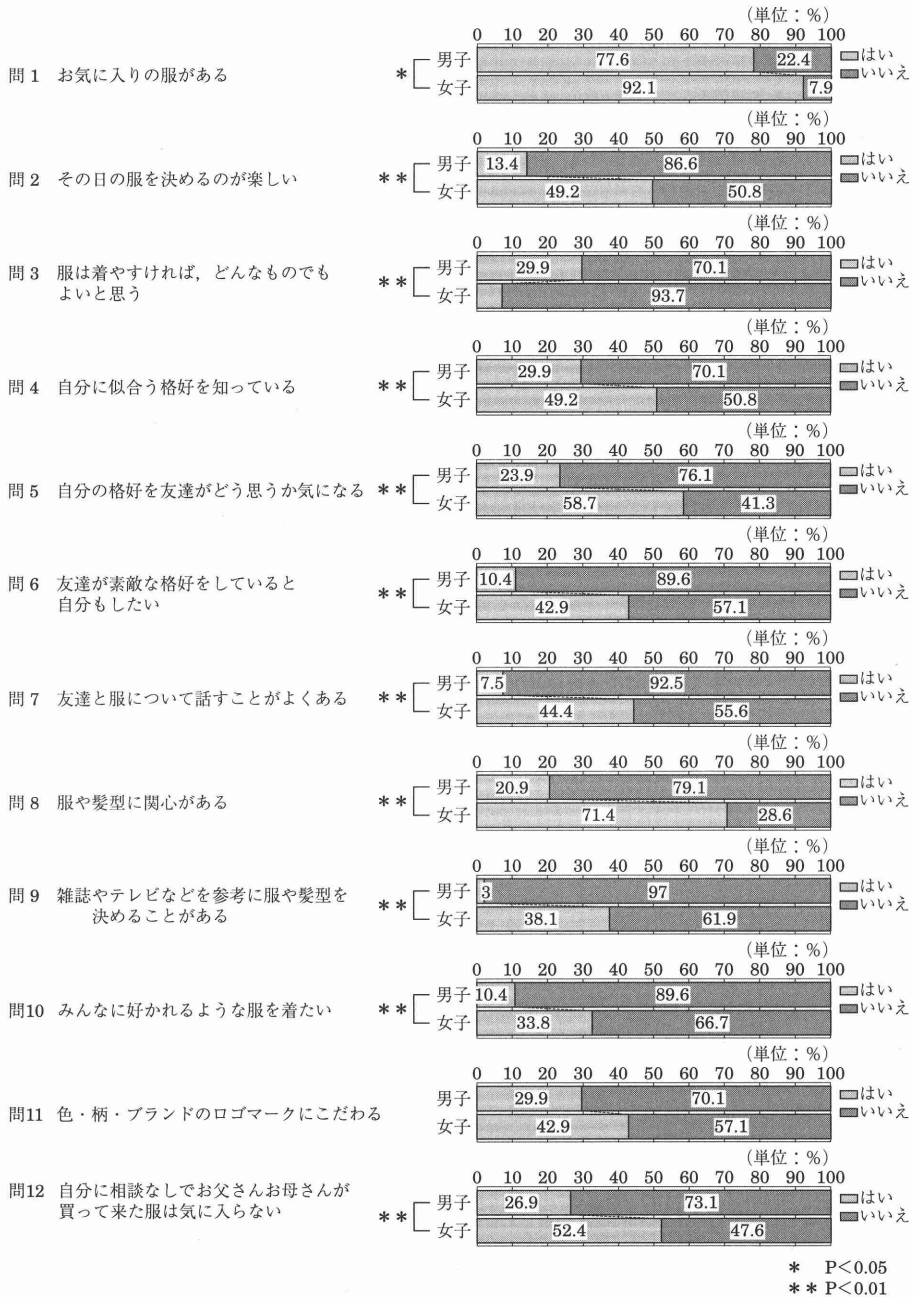 (単位：%)
0 10 20 30 40 50 60 70 80 90 100
問1 お気に入りの服がある
*
男子 77.6 22.4
女子 92.1 7.9
はい
いいえ
(単位：%)
0 10 20 30 40 50 60 70 80 90 100
問2 その日の服を決めるのが楽しい
**
男子 13.4 86.6
女子 49.2 50.8
はい
いいえ
(単位：%)
0 10 20 30 40 50 60 70 80 90 100
問3 服は着やすければ，どんなものでも
よいと思う
**
男子 29.9 70.1
女子 93.7
はい
いいえ
(単位：%)
0 10 20 30 40 50 60 70 80 90 100
問4 自分に似合う格好を知っている
**
男子 29.9 70.1
女子 49.2 50.8
はい
いいえ
(単位：%)
0 10 20 30 40 50 60 70 80 90 100
問5 自分の格好を友達がどう思うか気になる
**
男子 23.9 76.1
女子 58.7 41.3
はい
いいえ
(単位：%)
0 10 20 30 40 50 60 70 80 90 100
問6 友達が素敵な格好をしていると
自分もしたい
**
男子 10.4 89.6
女子 42.9 57.1
はい
いいえ
(単位：%)
0 10 20 30 40 50 60 70 80 90 100
問7 友達と服について話すことがよくある
**
男子 7.5 92.5
女子 44.4 55.6
はい
いいえ
(単位：%)
0 10 20 30 40 50 60 70 80 90 100
問8 服や髪型に関心がある
**
男子 20.9 79.1
女子 71.4 28.6
はい
いいえ
(単位：%)
0 10 20 30 40 50 60 70 80 90 100
問9 雑誌やテレビなどを参考に服や髪型を
決めることがある
**
男子 3 97
女子 38.1 61.9
はい
いいえ
(単位：%)
0 10 20 30 40 50 60 70 80 90 100
問10 みんなに好かれるような服を着たい
**
男子 10.4 89.6
女子 33.8 66.7
はい
いいえ
(単位：%)
0 10 20 30 40 50 60 70 80 90 100
問11 色・柄・ブランドのロゴマークにこだわる
男子 29.9 70.1
女子 42.9 57.1
はい
いいえ
(単位：%)
0 10 20 30 40 50 60 70 80 90 100
問12 自分に相談なしでお父さんお母さんが
買って来た服は気に入らない
**
男子 26.9 73.1
女子 52.4 47.6
はい
いいえ
* P<0.05
** P<0.01